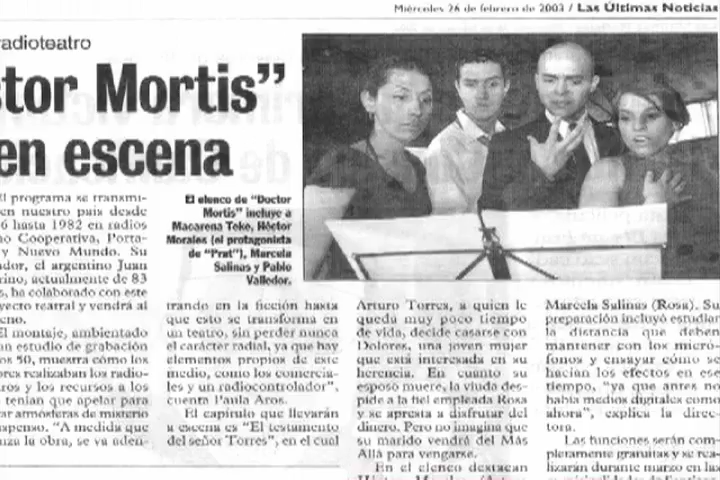 Miércoles 26 de febrero de 2003 / Las Últimas Noticias
radioteatro
stor Mortis”
en escena
El elenco de “Doctor
Mortis” incluye a
Macarena Teke, Héctor
Morales (el protagonista
de “Prat”), Marcela
Salinas y Pablo
Valledor.
El programa se transmi-
en nuestro país desde
6 hasta 1982 en radios
no Cooperativa, Porta-
y Nuevo Mundo. Su
ador, el argentino Juan
rino, actualmente de 83
s, ha colaborado con este
yecto teatral y vendrá al
eno.
El montaje, ambientado
un estudio de grabación
os 50, muestra cómo los
ores realizaban los radio-
ros y los recursos a los
tenían que apelar para
ar atmósferas de misterio
spenso. “A medida que
nza la obra, se va aden-
trando en la ficción hasta
que esto se transforma en
un teatro, sin perder nunca
el carácter radial, ya que hay
elementos propios de este
medio, como los comercia-
les y un radiocontrolador”,
cuenta Paula Aros.
El capítulo que llevarán
a escena es “El testamento
del señor Torres”, en el cual
Arturo Torres, a quien le
queda muy poco tiempo
de vida, decide casarse con
Dolores, una joven mujer
que está interesada en su
herencia. En cuanto su
esposo muere, la viuda des-
pide a la fiel empleada Rosa
y se apresta a disfrutar del
dinero. Pero no imagina que
su marido vendrá del Más
Allá para vengarse.
En el elenco destacan
Marcela Salinas (Rosa). Su
preparación incluyó estudiar
la distancia que deben
mantener con los micró-
fonos y ensayar cómo se
hacían los efectos en ese
tiempo, “ya que antes no
había medios digitales como
ahora”, explica la direc-
tora.
Las funciones serán com-
pletamente gratuitas y se rea-
lizarán durante marzo en las